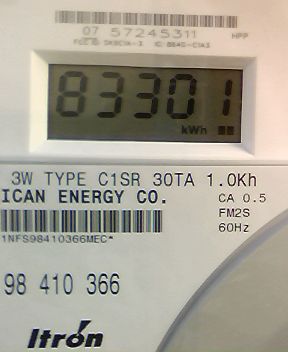 07 57245311 HPP
83301
kWh
3W TYPE C1SR 30TA 1.0Kh
ICAN ENERGY CO. CA 0.5
FM2S
1NFS98410366MEC* 60Hz
98 410 366
Itron